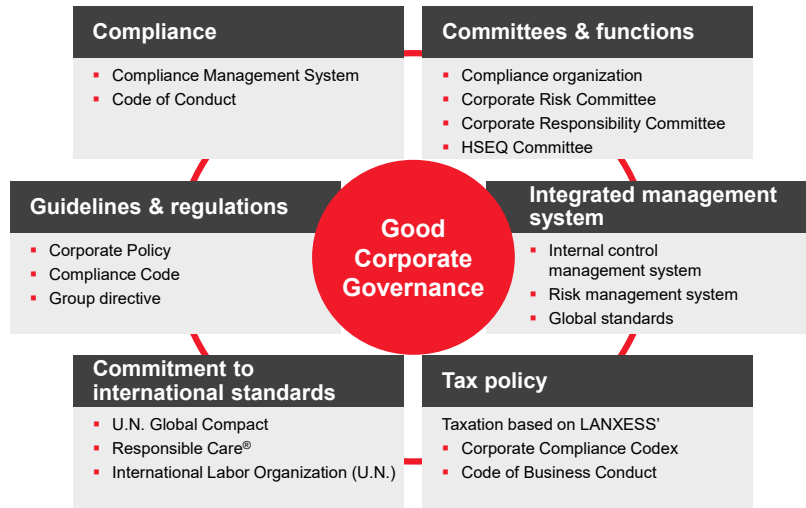 Compliance
▪ Compliance Management System
▪ Code of Conduct
Committees & functions
▪ Compliance organization
▪ Corporate Risk Committee
▪ Corporate Responsibility Committee
▪ HSEQ Committee
Guidelines & regulations
▪ Corporate Policy
▪ Compliance Code
▪ Group directive
Good
Corporate
Governance
Integrated management
system
▪ Internal control
management system
▪ Risk management system
▪ Global standards
Commitment to
international standards
▪ U.N. Global Compact
▪ Responsible Care®
▪ International Labor Organization (U.N.)
Tax policy
Taxation based on LANXESS’
▪ Corporate Compliance Codex
▪ Code of Business Conduct